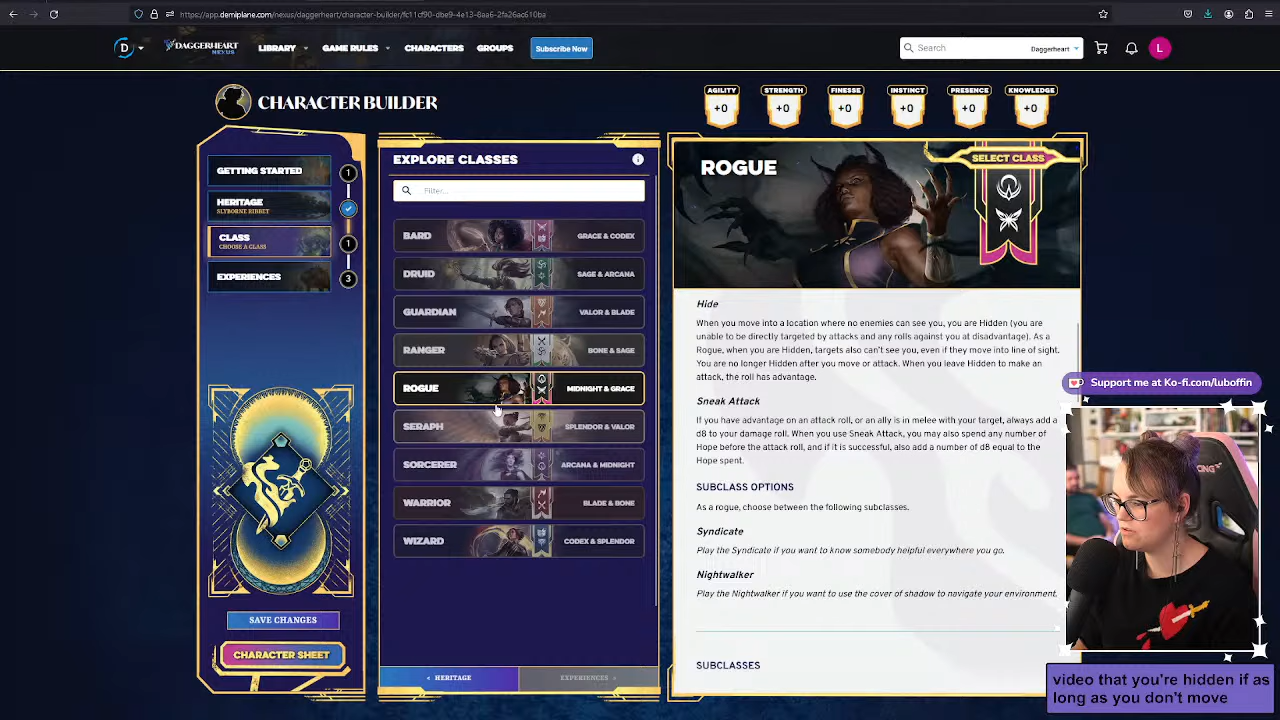 https://app.demiplane.com/nexus/daggerheart/character-builder/fc11cf90-dbe9-4e13-8aa6-2fa26ac610ba
DAGGERHEART
NEXUS
LIBRARY
GAME RULES
CHARACTERS
GROUPS
Subscribe Now
Search
Daggerheart
L
CHARACTER BUILDER
AGILITY
STRENGTH
FINESSE
INSTINCT
PRESENCE
KNOWLEDGE
+0
+0
+0
+0
+0
+0
GETTING STARTED
1
HERITAGE
SLYBORNE RIBBET
CLASS
CHOOSE A CLASS
1
EXPERIENCES
3
SAVE CHANGES
CHARACTER SHEET
EXPLORE CLASSES
Filter...
BARD
GRACE & CODEX
DRUID
SAGE & ARCANA
GUARDIAN
VALOR & BLADE
RANGER
BONE & SAGE
ROGUE
MIDNIGHT & GRACE
SERAPH
SPLENDOR & VALOR
SORCERER
ARCANA & MIDNIGHT
WARRIOR
BLADE & BONE
WIZARD
CODEX & SPLENDOR
< HERITAGE
EXPERIENCES >
ROGUE
SELECT CLASS
Hide
When you move into a location where no enemies can see you, you are Hidden (you are
unable to be directly targeted by attacks and any rolls against you at disadvantage). As a
Rogue, when you are Hidden, targets also can't see you, even if they move into line of sight.
You are no longer Hidden after you move or attack. When you leave Hidden to make an
attack, the roll has advantage.
Sneak Attack
If you have advantage on an attack roll, or an ally is in melee with your target, always add a
d8 to your damage roll. When you use Sneak Attack, you may also spend any number of
Hope before the attack roll, and if it is successful, also add a number of d8 equal to the
Hope spent.
SUBCLASS OPTIONS
As a rogue, choose between the following subclasses.
Syndicate
Play the Syndicate if you want to know somebody helpful everywhere you go.
Nightwalker
Play the Nightwalker if you want to use the cover of shadow to navigate your environment.
SUBCLASSES
Support me at Ko-fi.com/luboffin
video that you're hidden if as
long as you don't move